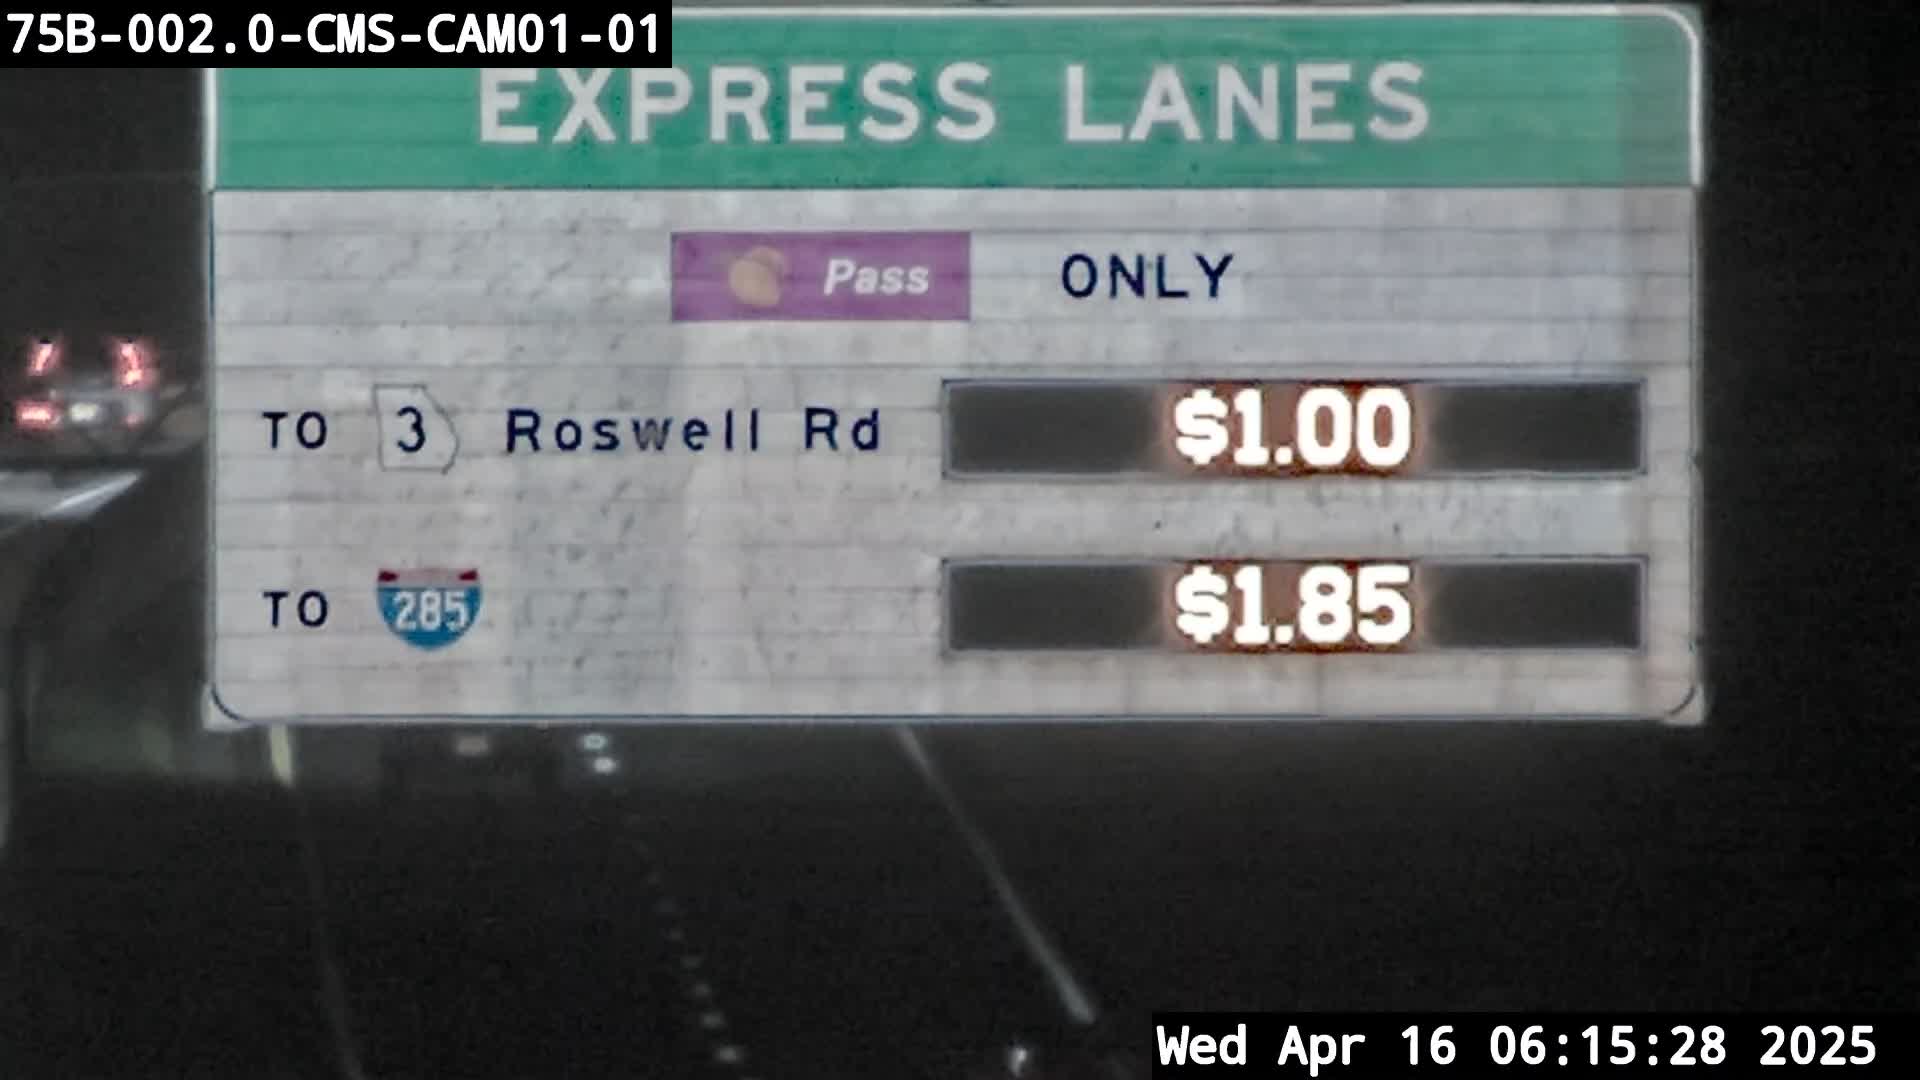 75B-002.0-CMS-CAM01-01
EXPRESS LANES
Pass ONLY
TO 3 Roswell Rd $1.00
TO 285 $1.85
Wed Apr 16 06:15:28 2025